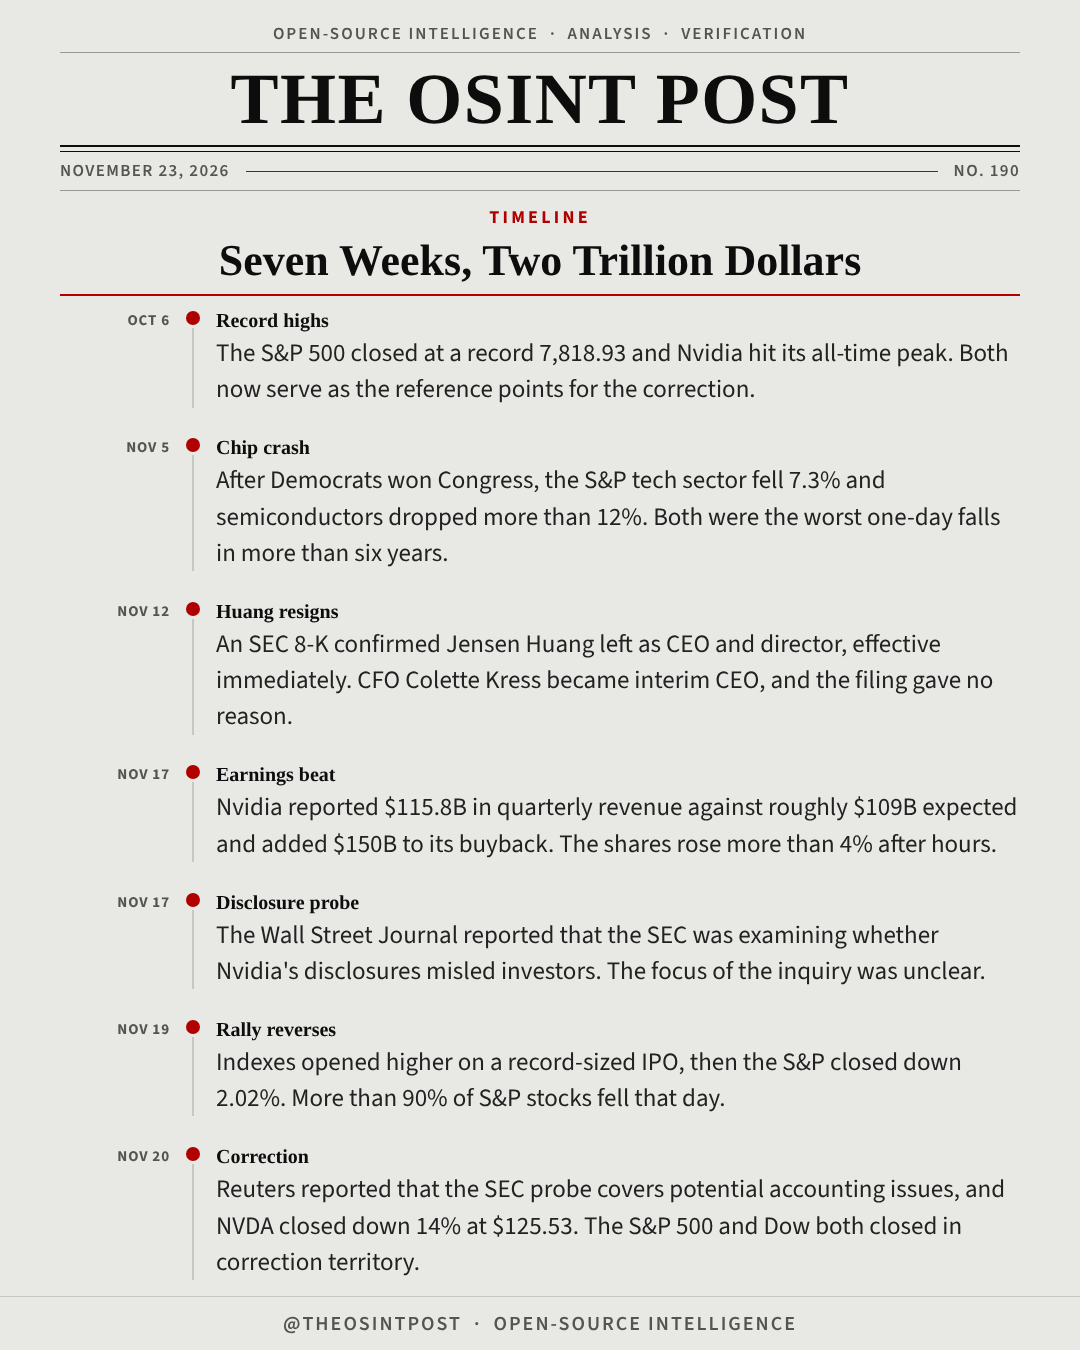 OPEN-SOURCE INTELLIGENCE · ANALYSIS · VERIFICATION
THE OSINT POST
NOVEMBER 23, 2026 NO. 190
TIMELINE
Seven Weeks, Two Trillion Dollars
OCT 6 Record highs
The S&P 500 closed at a record 7,818.93 and Nvidia hit its all-time peak. Both
now serve as the reference points for the correction.
NOV 5 Chip crash
After Democrats won Congress, the S&P tech sector fell 7.3% and
semiconductors dropped more than 12%. Both were the worst one-day falls
in more than six years.
NOV 12 Huang resigns
An SEC 8-K confirmed Jensen Huang left as CEO and director, effective
immediately. CFO Colette Kress became interim CEO, and the filing gave no
reason.
NOV 17 Earnings beat
Nvidia reported $115.8B in quarterly revenue against roughly $109B expected
and added $150B to its buyback. The shares rose more than 4% after hours.
NOV 17 Disclosure probe
The Wall Street Journal reported that the SEC was examining whether
Nvidia's disclosures misled investors. The focus of the inquiry was unclear.
NOV 19 Rally reverses
Indexes opened higher on a record-sized IPO, then the S&P closed down
2.02%. More than 90% of S&P stocks fell that day.
NOV 20 Correction
Reuters reported that the SEC probe covers potential accounting issues, and
NVDA closed down 14% at $125.53. The S&P 500 and Dow both closed in
correction territory.
@THEOSINTPOST · OPEN-SOURCE INTELLIGENCE